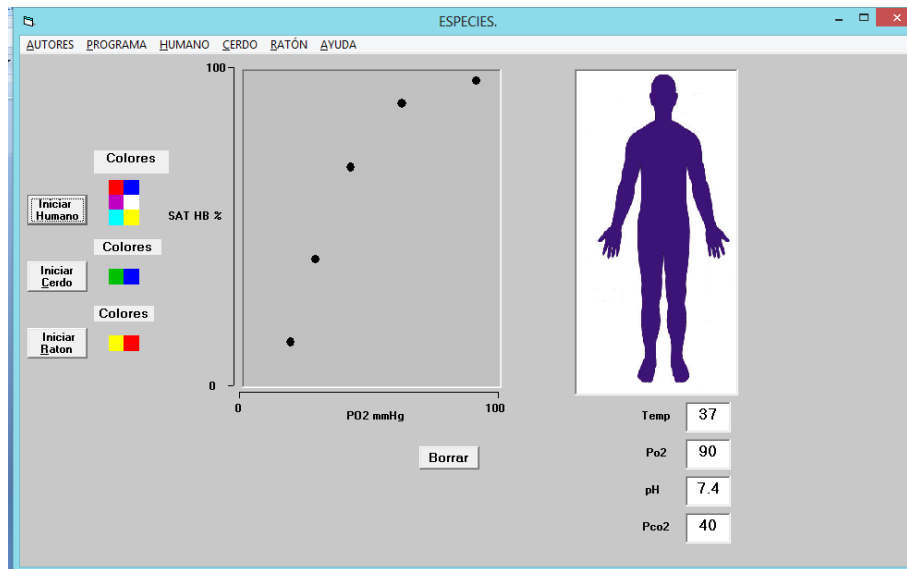 ESPECIES.
AUTORES PROGRAMA HUMANO CERDO RATÓN AYUDA
100
Colores
Iniciar
Humano
SAT HB %
Colores
Iniciar
Cerdo
Colores
Iniciar
Raton
0
0 100
PO2 mmHg
Borrar
Temp 37
Po2 90
pH 7.4
Pco2 40